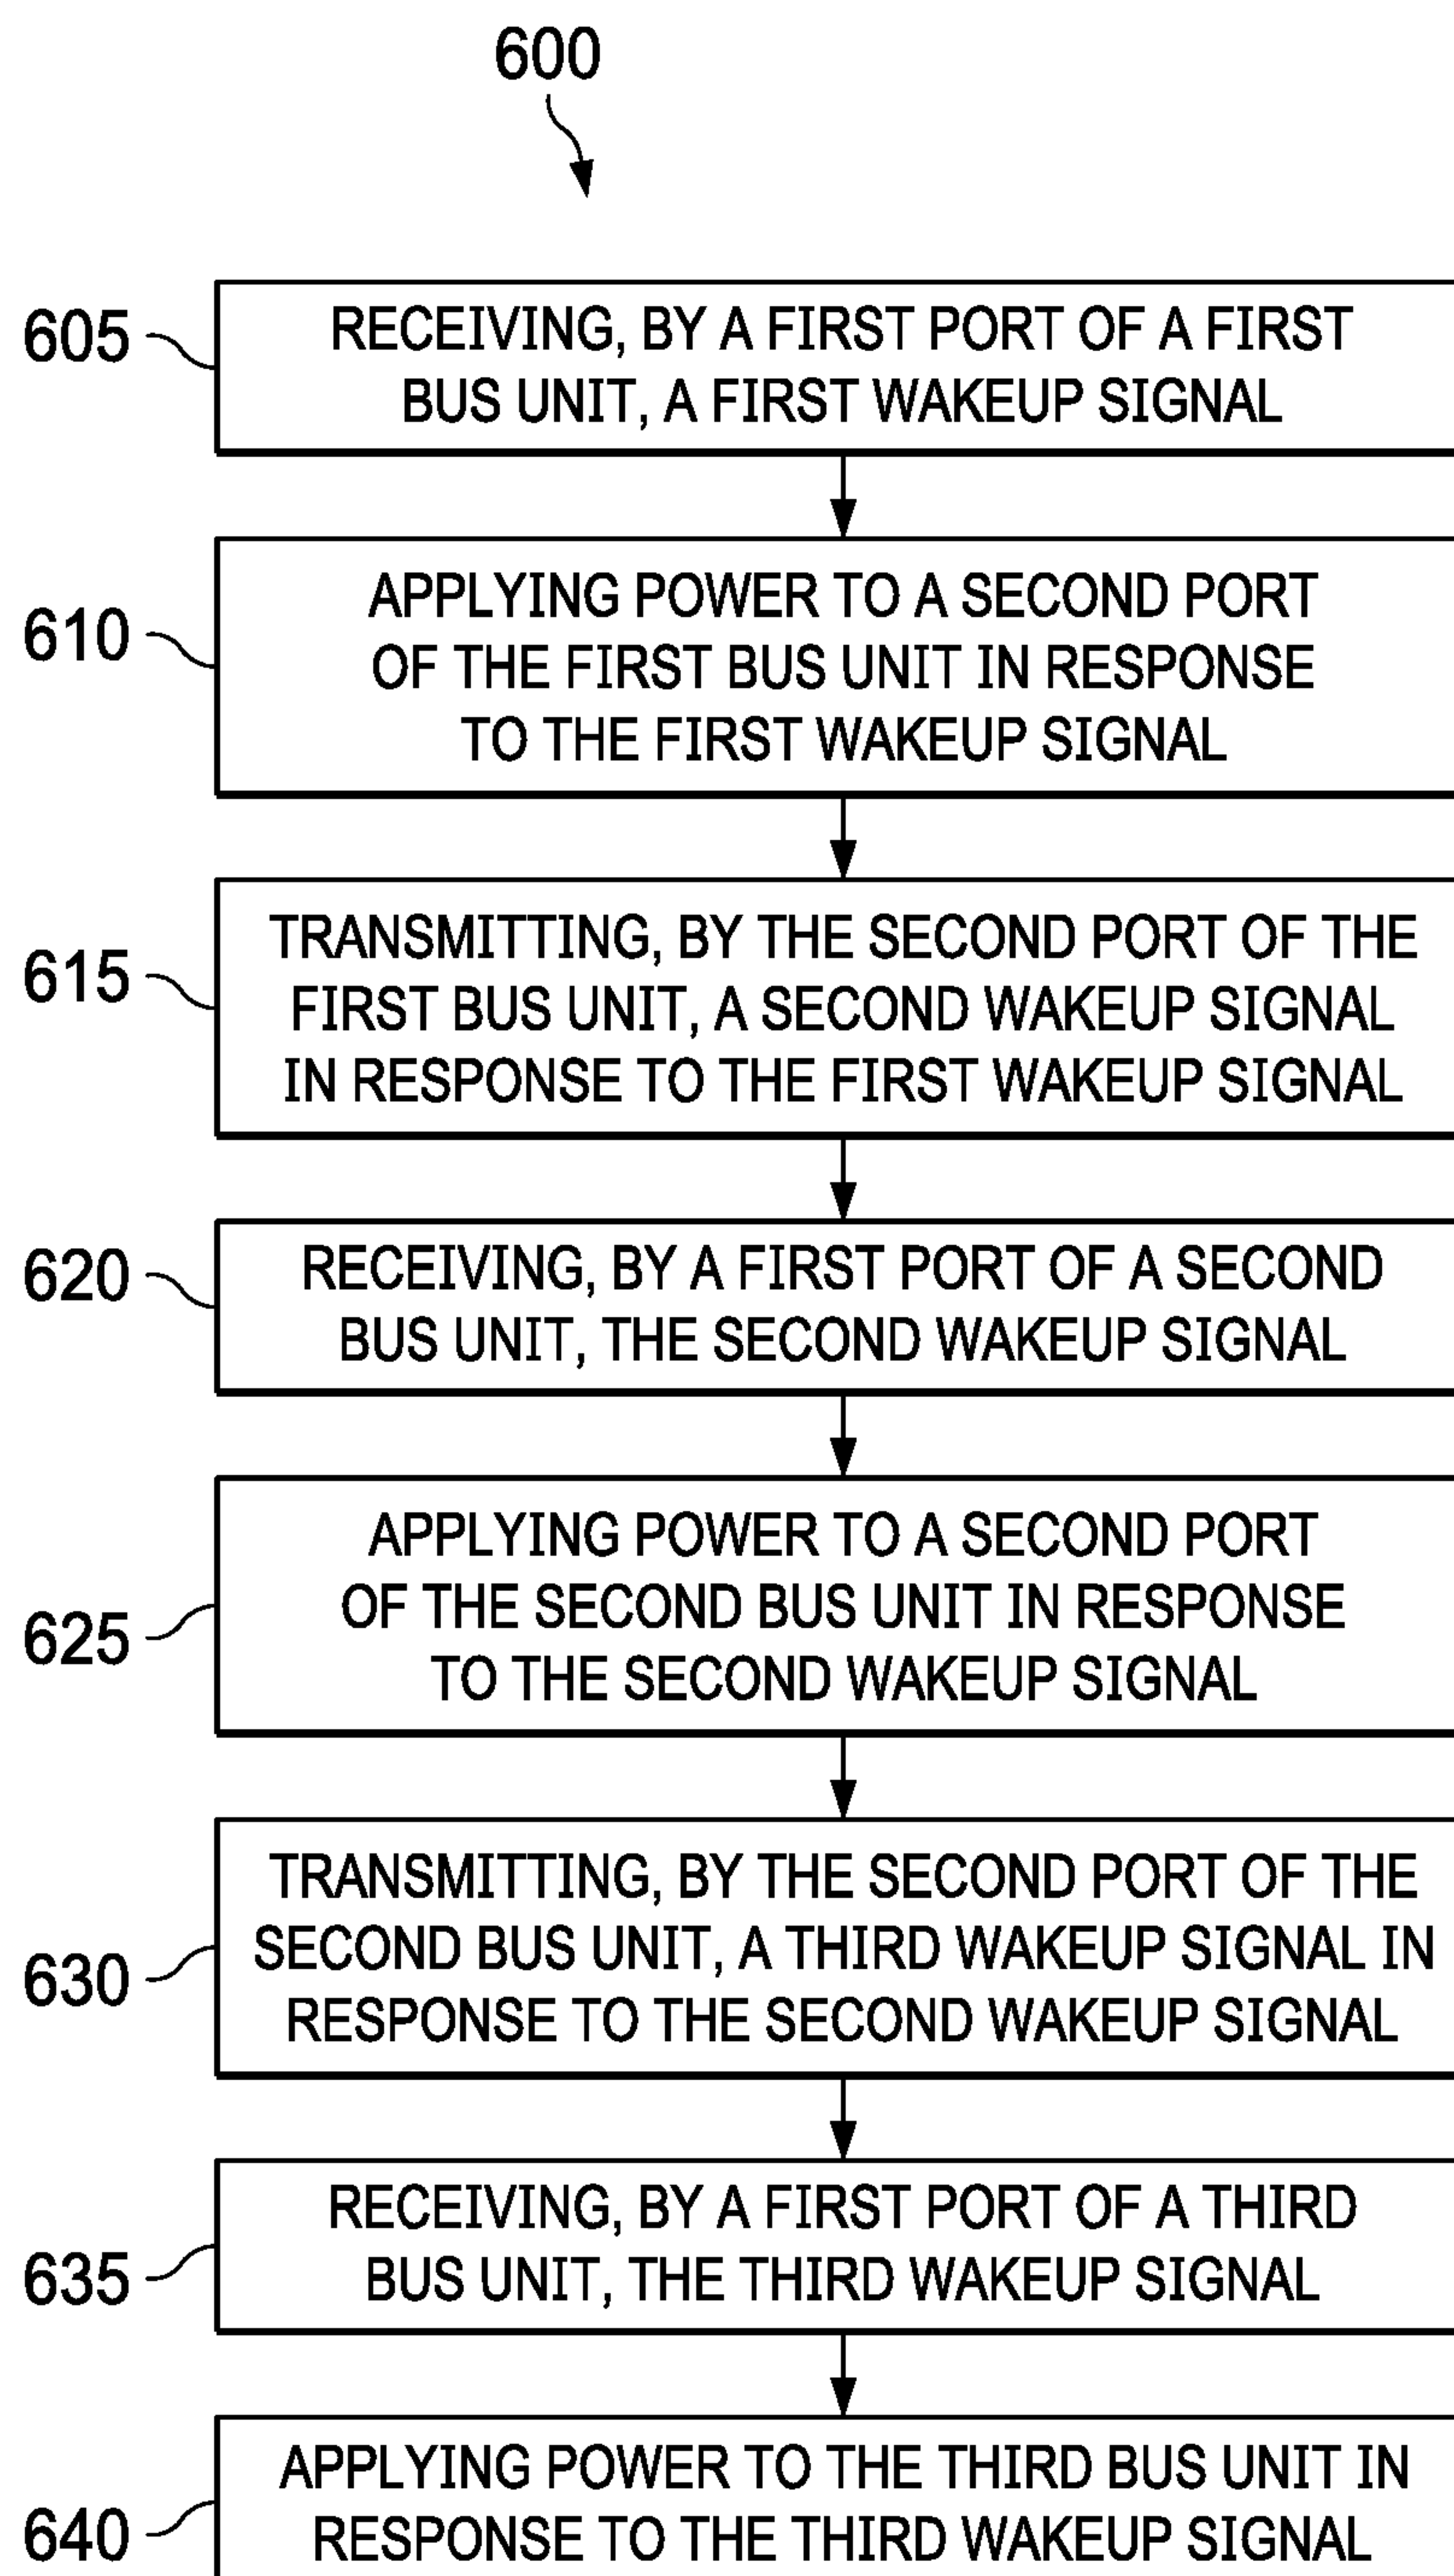 600
605
RECEIVING, BY A FIRST PORT OF A FIRST
BUS UNIT, A FIRST WAKEUP SIGNAL
610
APPLYING POWER TO A SECOND PORT
OF THE FIRST BUS UNIT IN RESPONSE
TO THE FIRST WAKEUP SIGNAL
615
TRANSMITTING, BY THE SECOND PORT OF THE
FIRST BUS UNIT, A SECOND WAKEUP SIGNAL
IN RESPONSE TO THE FIRST WAKEUP SIGNAL
620
RECEIVING, BY A FIRST PORT OF A SECOND
BUS UNIT, THE SECOND WAKEUP SIGNAL
625
APPLYING POWER TO A SECOND PORT
OF THE SECOND BUS UNIT IN RESPONSE
TO THE SECOND WAKEUP SIGNAL
630
TRANSMITTING, BY THE SECOND PORT OF THE
SECOND BUS UNIT, A THIRD WAKEUP SIGNAL IN
RESPONSE TO THE SECOND WAKEUP SIGNAL
635
RECEIVING, BY A FIRST PORT OF A THIRD
BUS UNIT, THE THIRD WAKEUP SIGNAL
640
APPLYING POWER TO THE THIRD BUS UNIT IN
RESPONSE TO THE THIRD WAKEUP SIGNAL